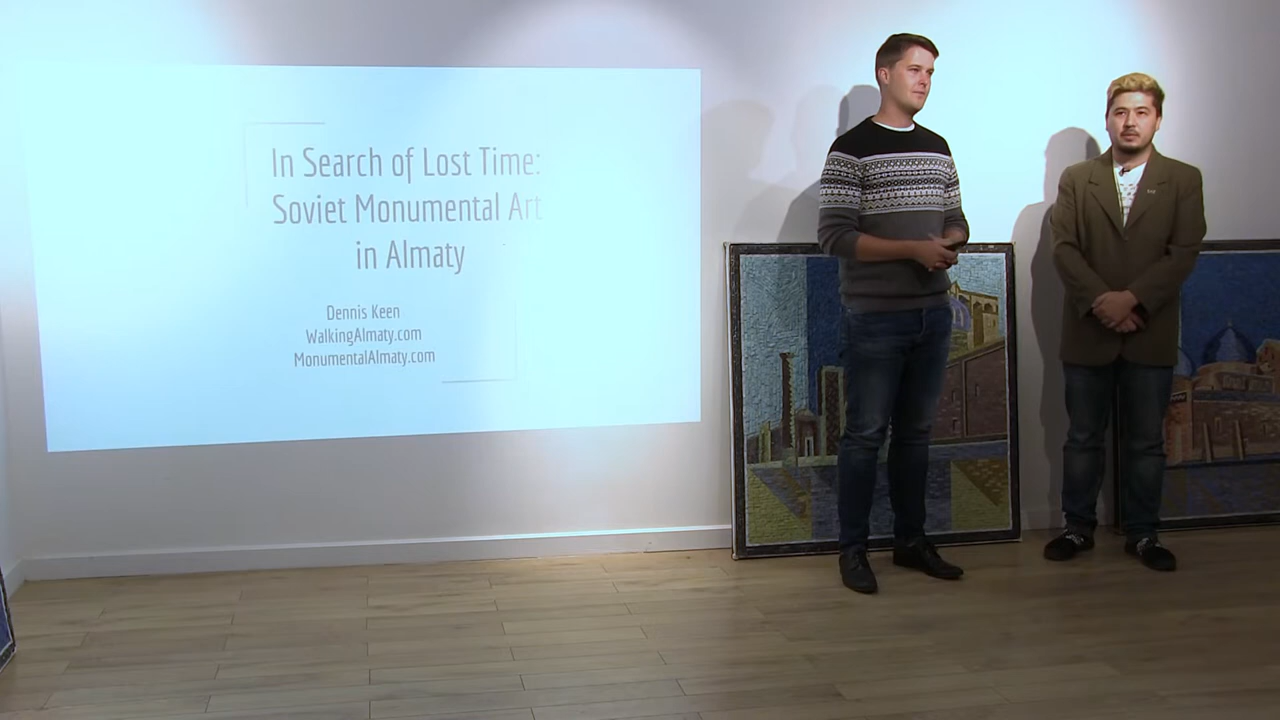 In Search of Lost Time:
Soviet Monumental Art
in Almaty
Dennis Keen
WalkingAlmaty.com
MonumentalAlmaty.com